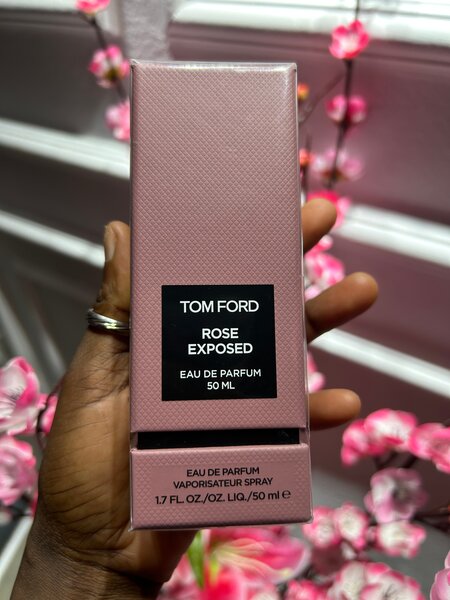 TOM FORD
ROSE
EXPOSED
EAU DE PARFUM
50 ML
EAU DE PARFUM
VAPORISATEUR SPRAY
1.7 FL. OZ./OZ. LIQ./50 ml ℮